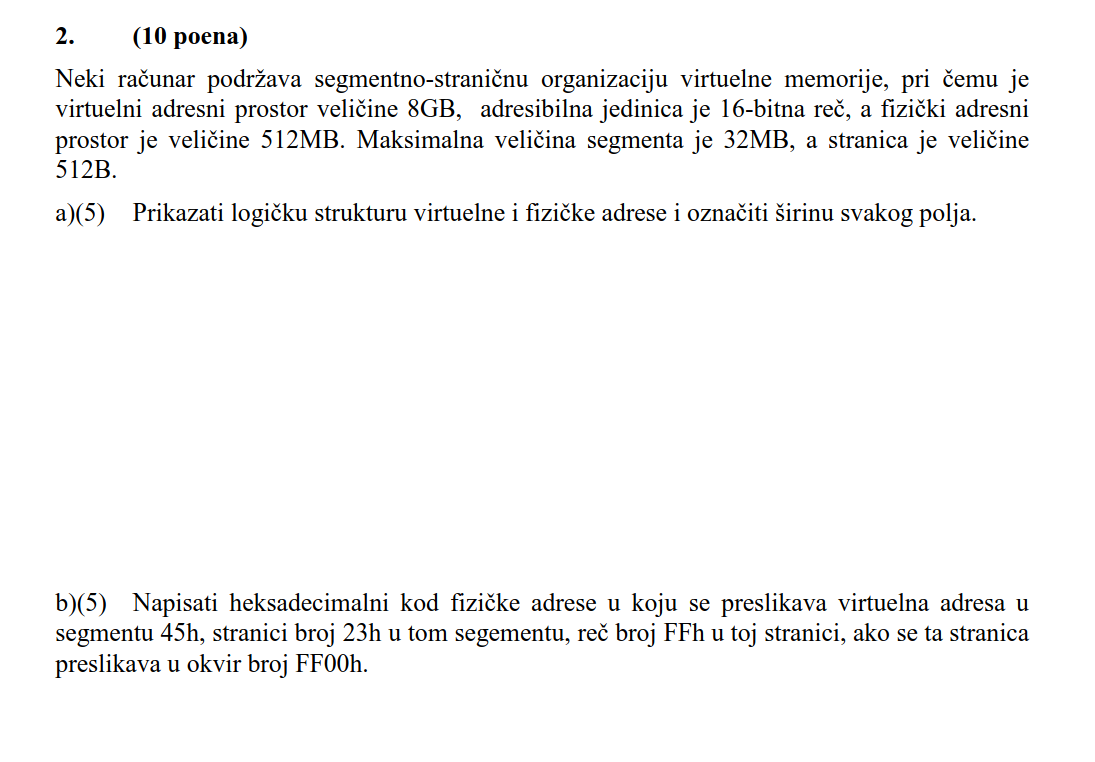 2. (10 poena)
Neki računar podržava segmentno-straničnu organizaciju virtuelne memorije, pri čemu je
virtuelni adresni prostor veličine 8GB, adresibilna jedinica je 16-bitna reč, a fizički adresni
prostor je veličine 512MB. Maksimalna veličina segmenta je 32MB, a stranica je veličine
512B.
a)(5) Prikazati logičku strukturu virtuelne i fizičke adrese i označiti širinu svakog polja.
b)(5) Napisati heksadecimalni kod fizičke adrese u koju se preslikava virtuelna adresa u
segmentu 45h, stranici broj 23h u tom segementu, reč broj FFh u toj stranici, ako se ta stranica
preslikava u okvir broj FF00h.